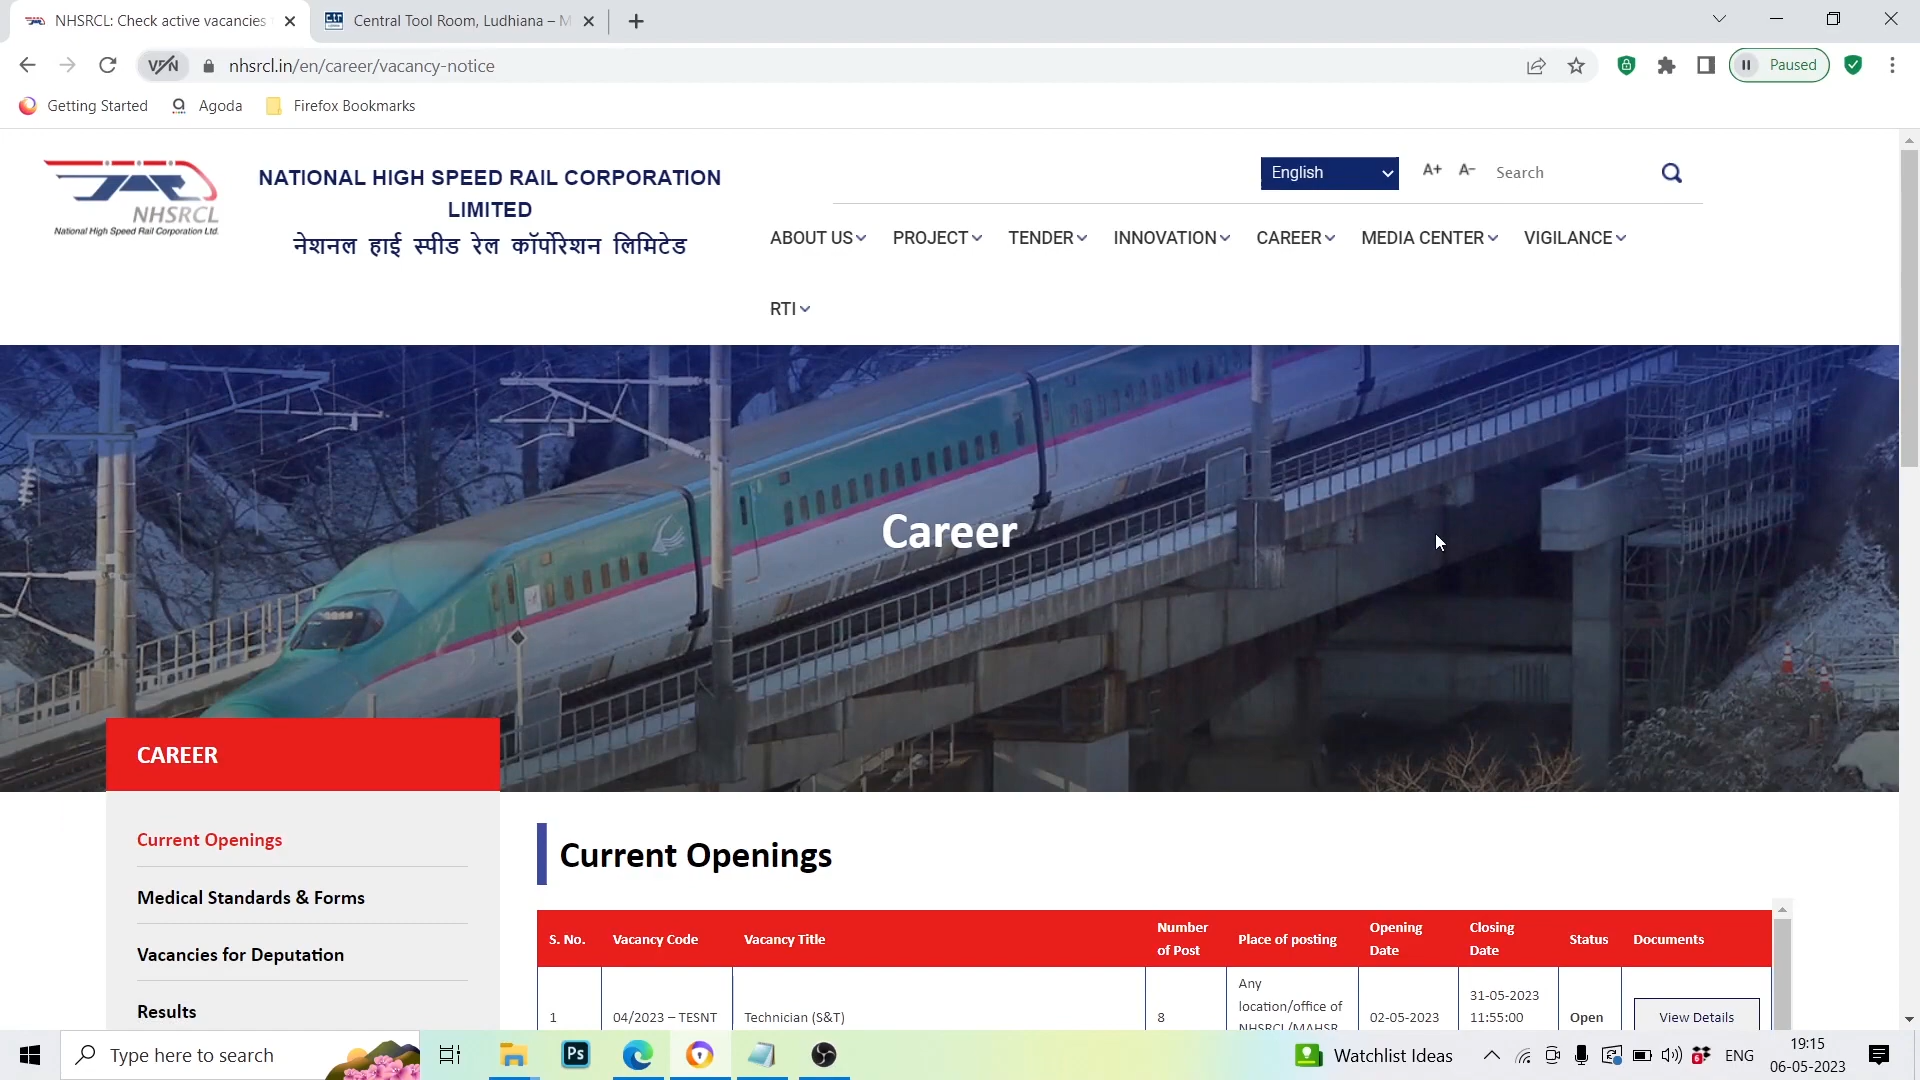 NHSRCL: Check active vacancies
Central Tool Room, Ludhiana – M
VPN
nhsrcl.in/en/career/vacancy-notice
Paused
Getting Started
Agoda
Firefox Bookmarks
NHSRCL
National High Speed Rail Corporation Ltd.
NATIONAL HIGH SPEED RAIL CORPORATION
LIMITED
नेशनल हाई स्पीड रेल कॉर्पोरेशन लिमिटेड
English
A+ A-
Search
ABOUT US PROJECT TENDER INNOVATION CAREER MEDIA CENTER VIGILANCE
RTI
Career
CAREER
Current Openings
Medical Standards & Forms
Vacancies for Deputation
Results
Current Openings
S. No. Vacancy Code Vacancy Title Number of Post Place of posting Opening Date Closing Date Status Documents
1 04/2023 – TESNT Technician (S&T) 8 Any location/office of NHSRCL/MAHSR 02-05-2023 31-05-2023 11:55:00 Open View Details
Type here to search
Ps
Watchlist Ideas
ENG
19:15
06-05-2023